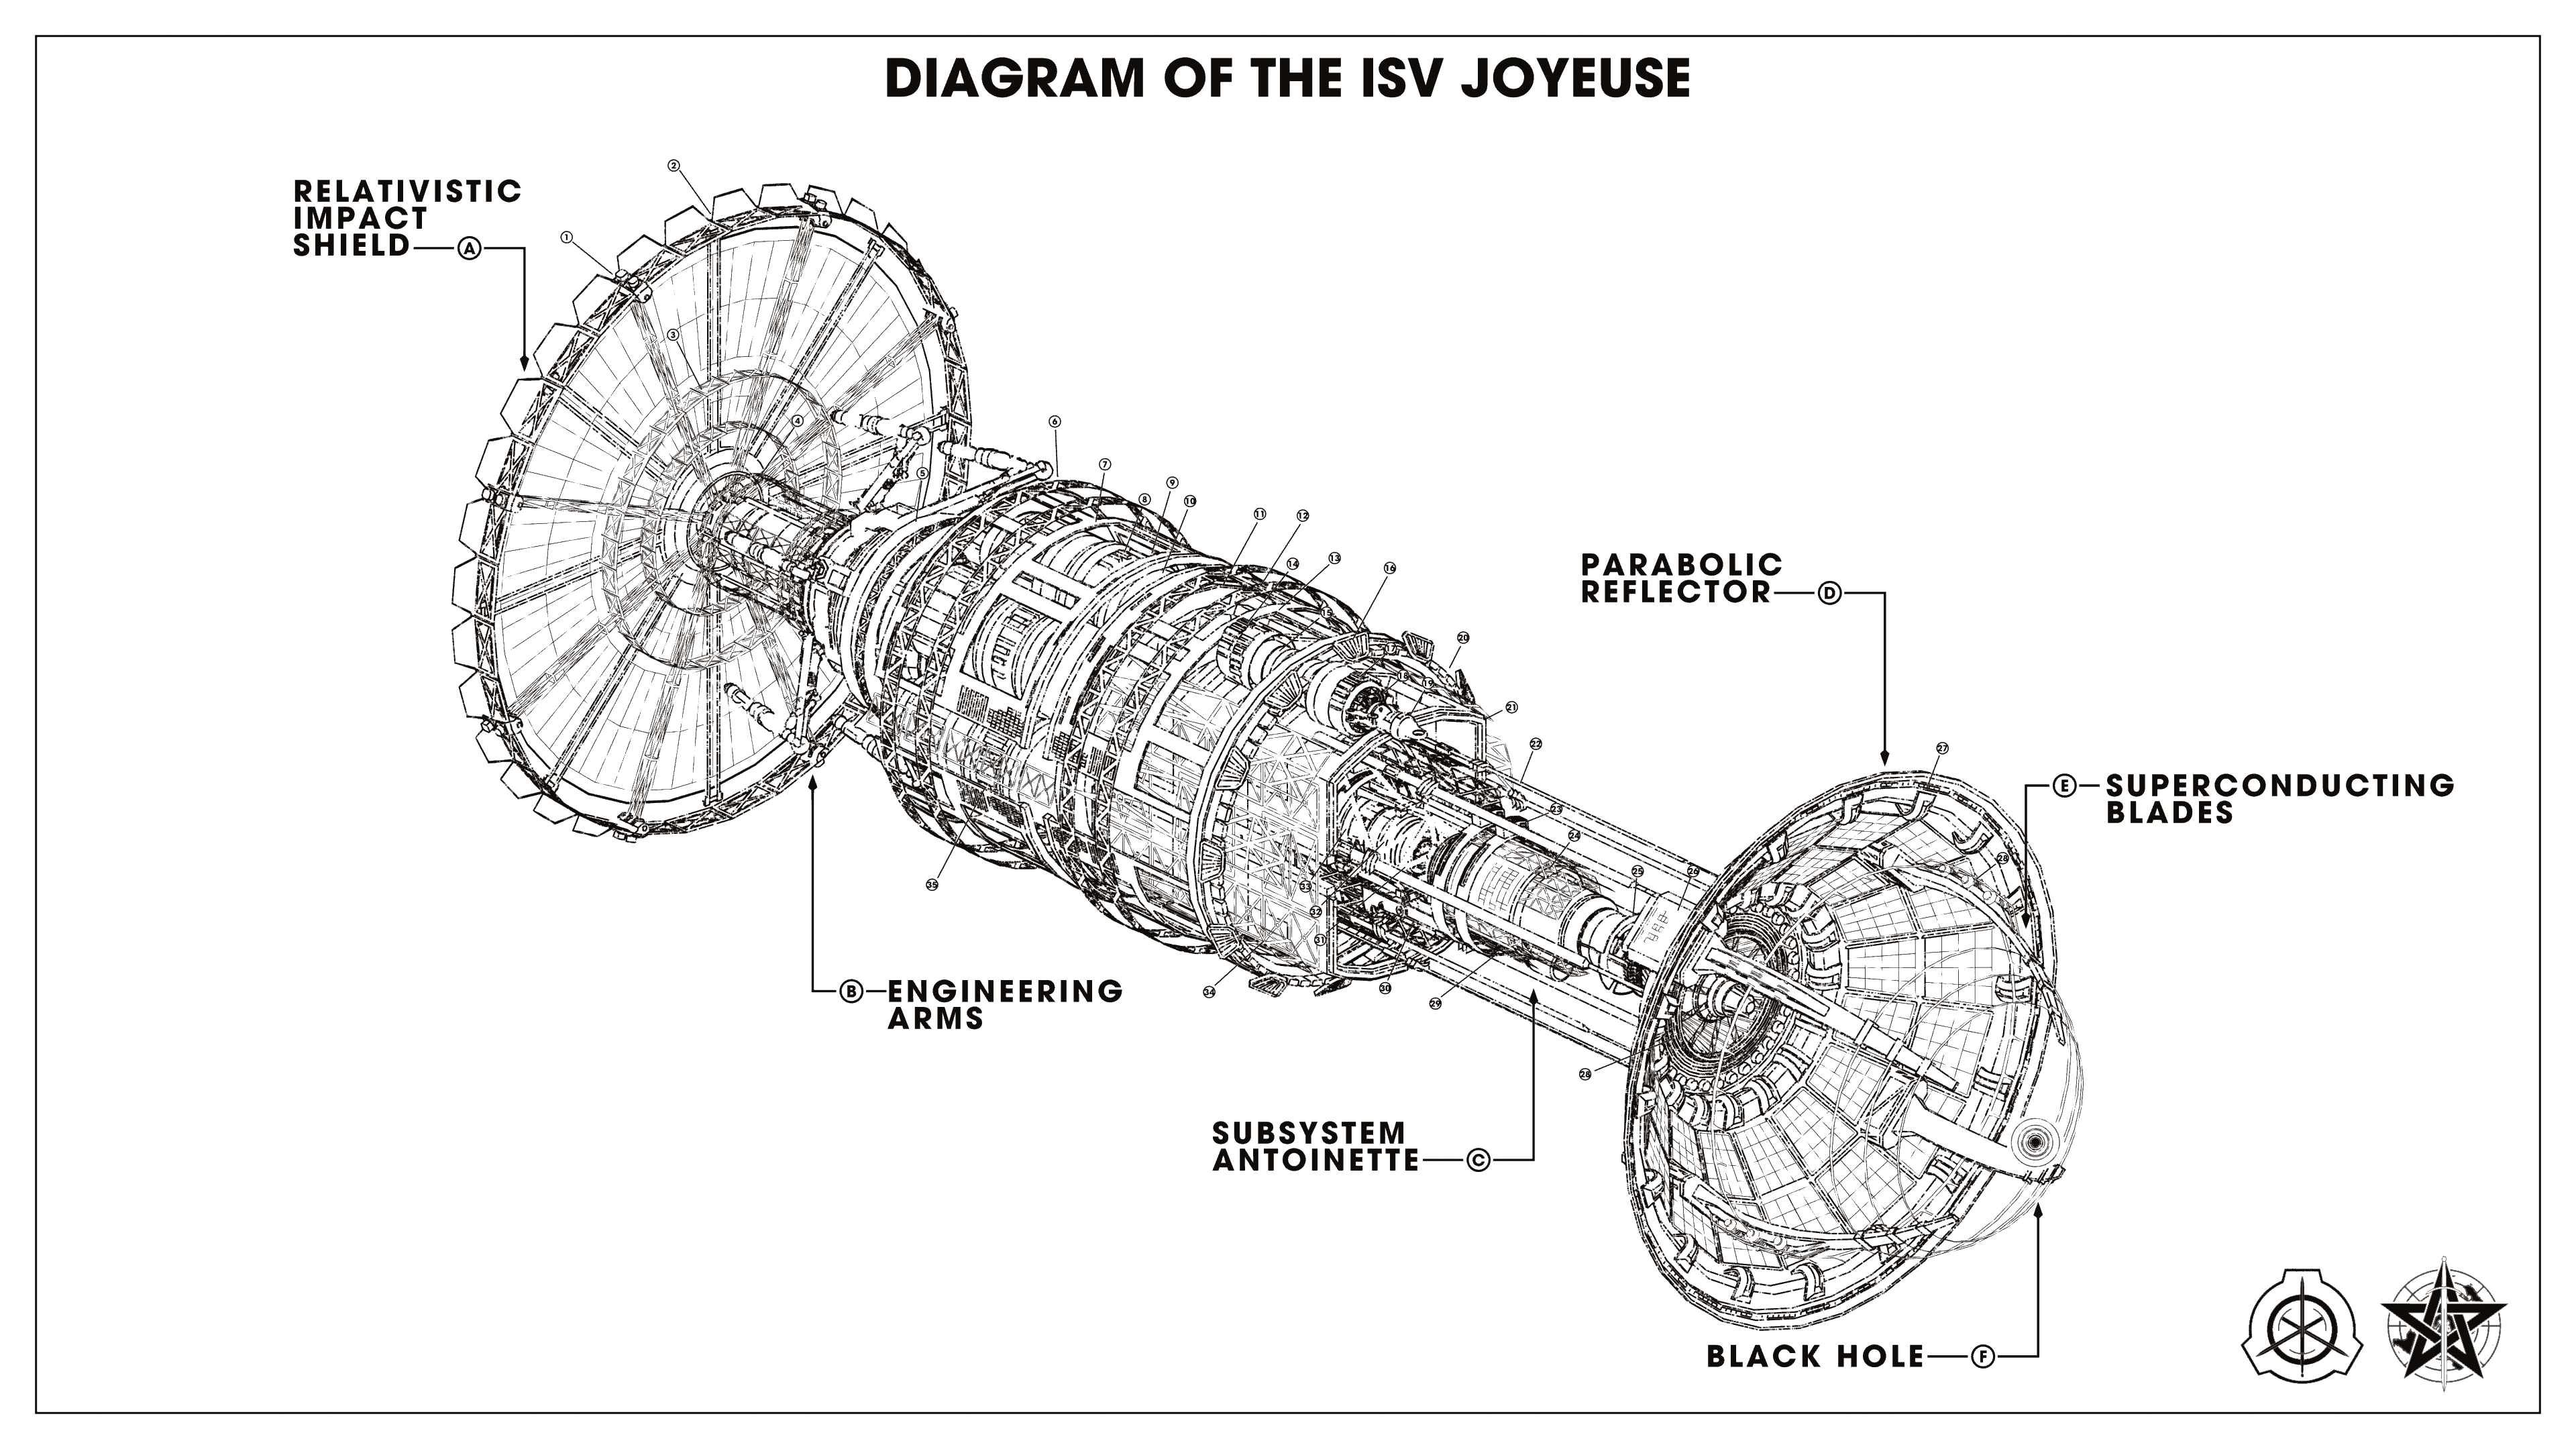 DIAGRAM OF THE ISV JOYEUSE
RELATIVISTIC
IMPACT
SHIELD A
2
1
3
4
5
6
7
8
9
10
11
12
13
14
15
16
17
18
19
20
21
22
23
24
25
26
PARABOLIC
REFLECTOR D
27
E SUPERCONDUCTING
BLADES
28
35
33
32
31
34
30
29
28
B ENGINEERING
ARMS
SUBSYSTEM
ANTOINETTE C
BLACK HOLE F